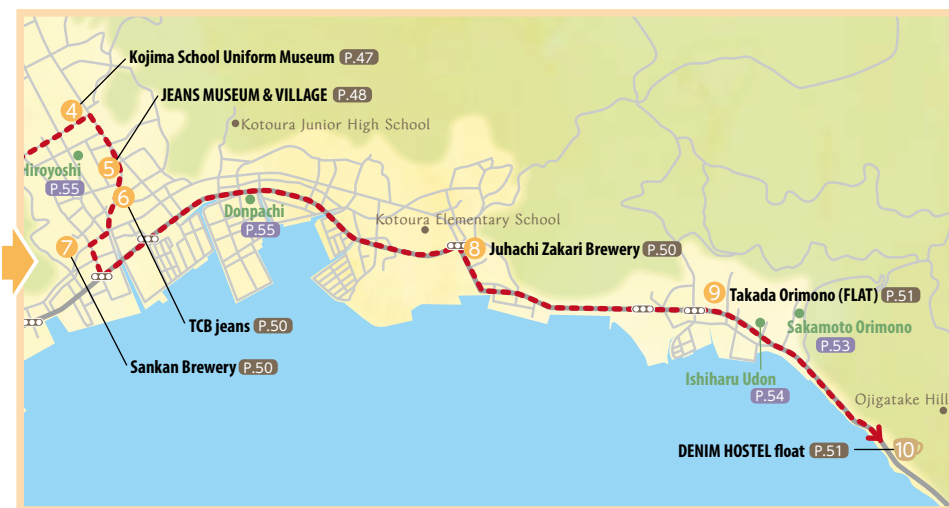 Kojima School Uniform Museum P.47
4
JEANS MUSEUM & VILLAGE P.48
Kotoura Junior High School
Hiroyoshi
P.55
5
6
Donpachi
P.55
Kotoura Elementary School
7
8 Juhachi Zakari Brewery P.50
9 Takada Orimono (FLAT) P.51
TCB jeans P.50
Sakamoto Orimono
P.53
Sankan Brewery P.50
Ishiharu Udon
P.54
Ojigatake Hill
DENIM HOSTEL float P.51
10